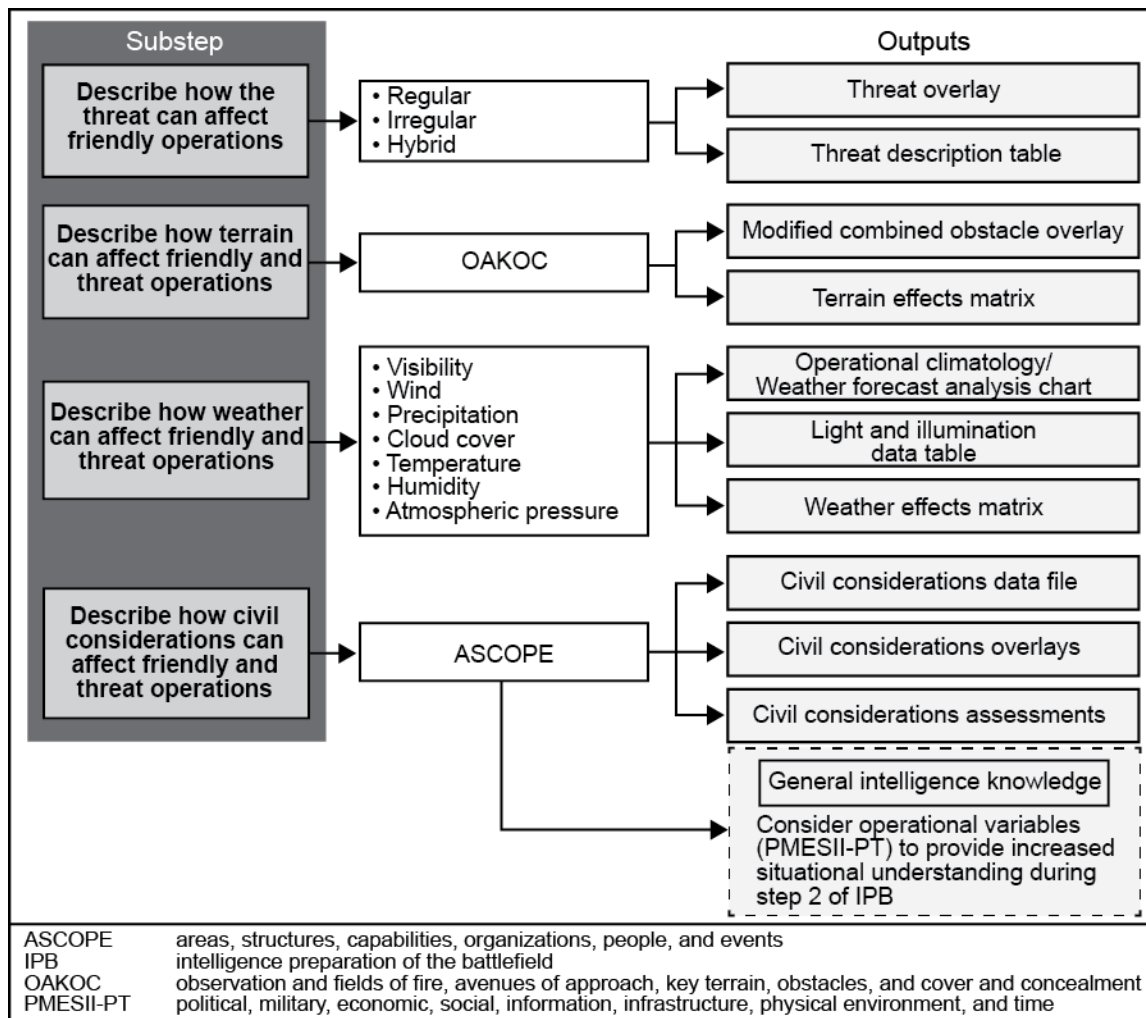 Substep
Outputs
Describe how the
threat can affect
friendly operations
• Regular
• Irregular
• Hybrid
Threat overlay
Threat description table
Describe how terrain
can affect friendly and
threat operations
OAKOC
Modified combined obstacle overlay
Terrain effects matrix
Describe how weather
can affect friendly and
threat operations
• Visibility
• Wind
• Precipitation
• Cloud cover
• Temperature
• Humidity
• Atmospheric pressure
Operational climatology/
Weather forecast analysis chart
Light and illumination
data table
Weather effects matrix
Describe how civil
considerations can
affect friendly and
threat operations
ASCOPE
Civil considerations data file
Civil considerations overlays
Civil considerations assessments
General intelligence knowledge
Consider operational variables
(PMESII-PT) to provide increased
situational understanding during
step 2 of IPB
ASCOPE areas, structures, capabilities, organizations, people, and events
IPB intelligence preparation of the battlefield
OAKOC observation and fields of fire, avenues of approach, key terrain, obstacles, and cover and concealment
PMESII-PT political, military, economic, social, information, infrastructure, physical environment, and time